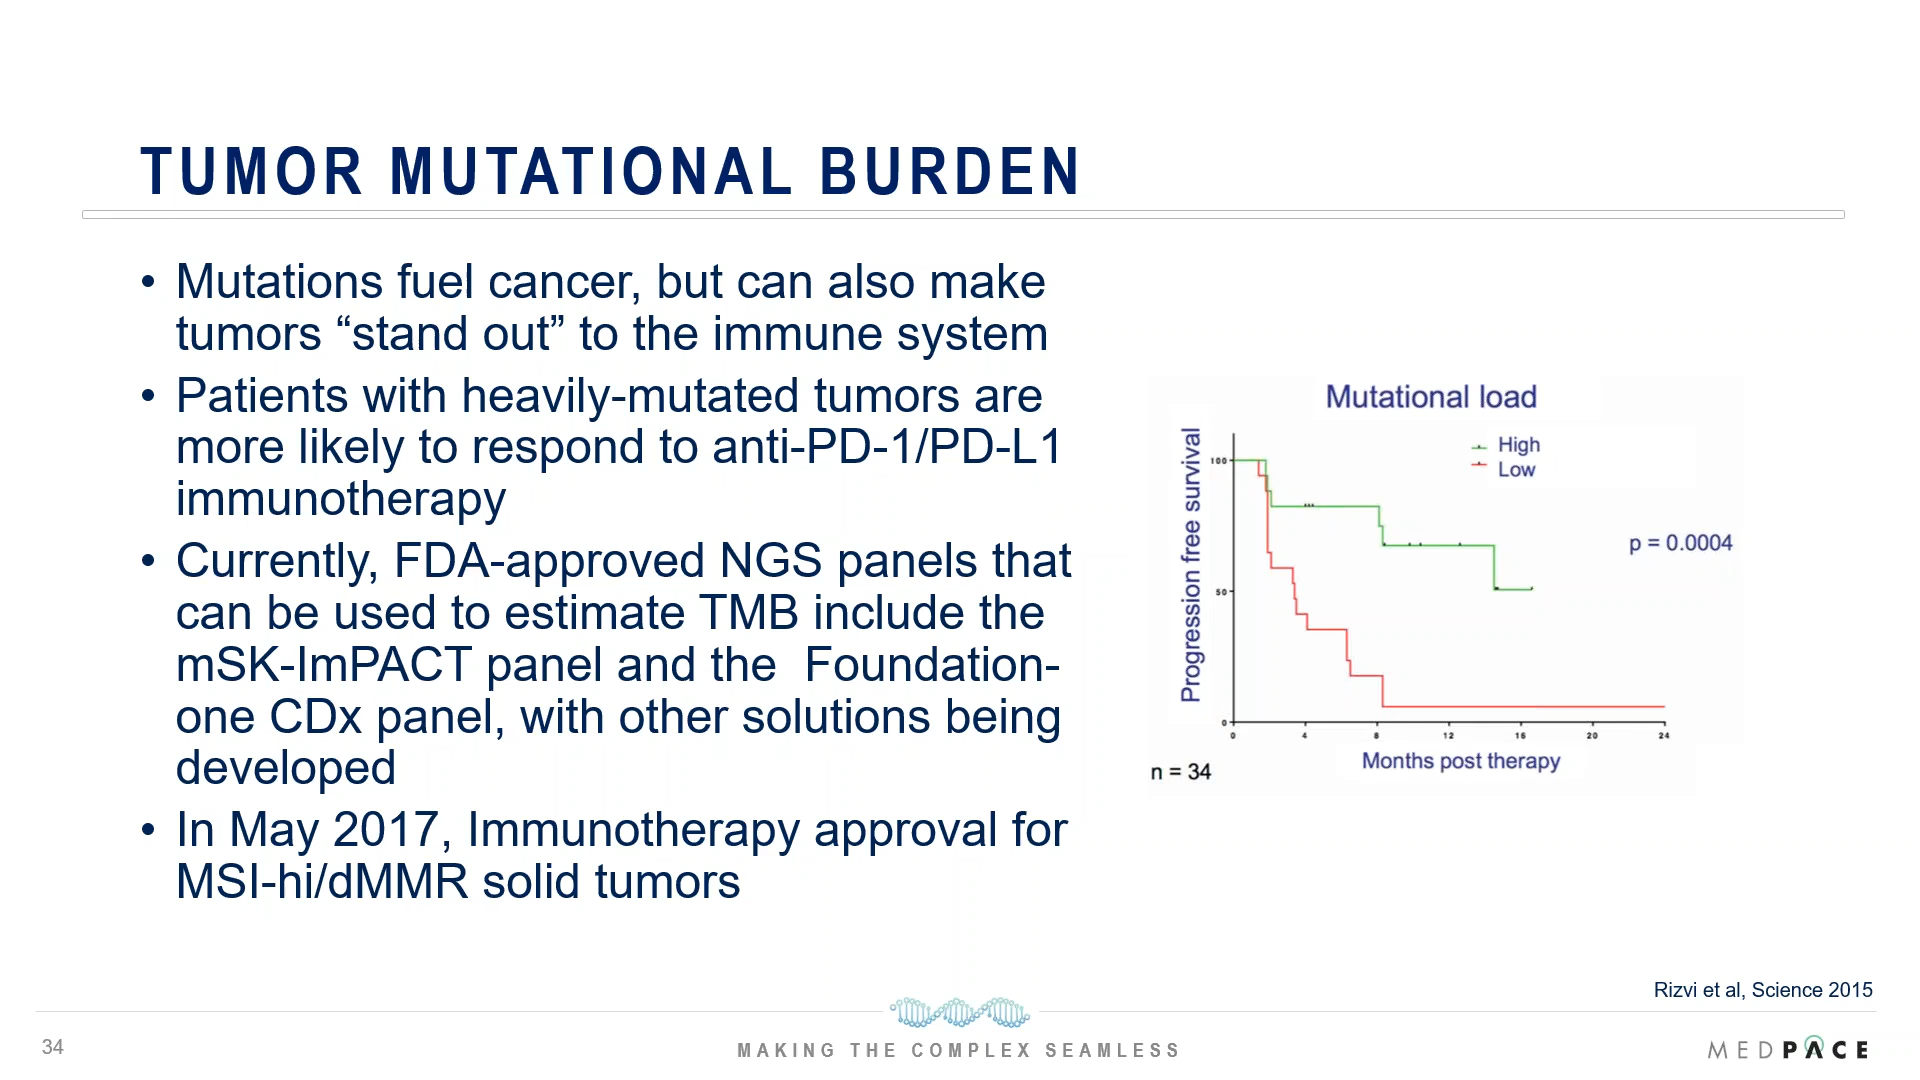 TUMOR MUTATIONAL BURDEN
• Mutations fuel cancer, but can also make
tumors “stand out” to the immune system
• Patients with heavily-mutated tumors are
more likely to respond to anti-PD-1/PD-L1
immunotherapy
• Currently, FDA-approved NGS panels that
can be used to estimate TMB include the
mSK-ImPACT panel and the  Foundation-
one CDx panel, with other solutions being
developed
• In May 2017, Immunotherapy approval for
MSI-hi/dMMR solid tumors
Mutational load
High
Low
p = 0.0004
Progression free survival
100
50
0
0 4 8 12 16 20 24
Months post therapy
n = 34
Rizvi et al, Science 2015
34
MAKING THE COMPLEX SEAMLESS
MEDPACE